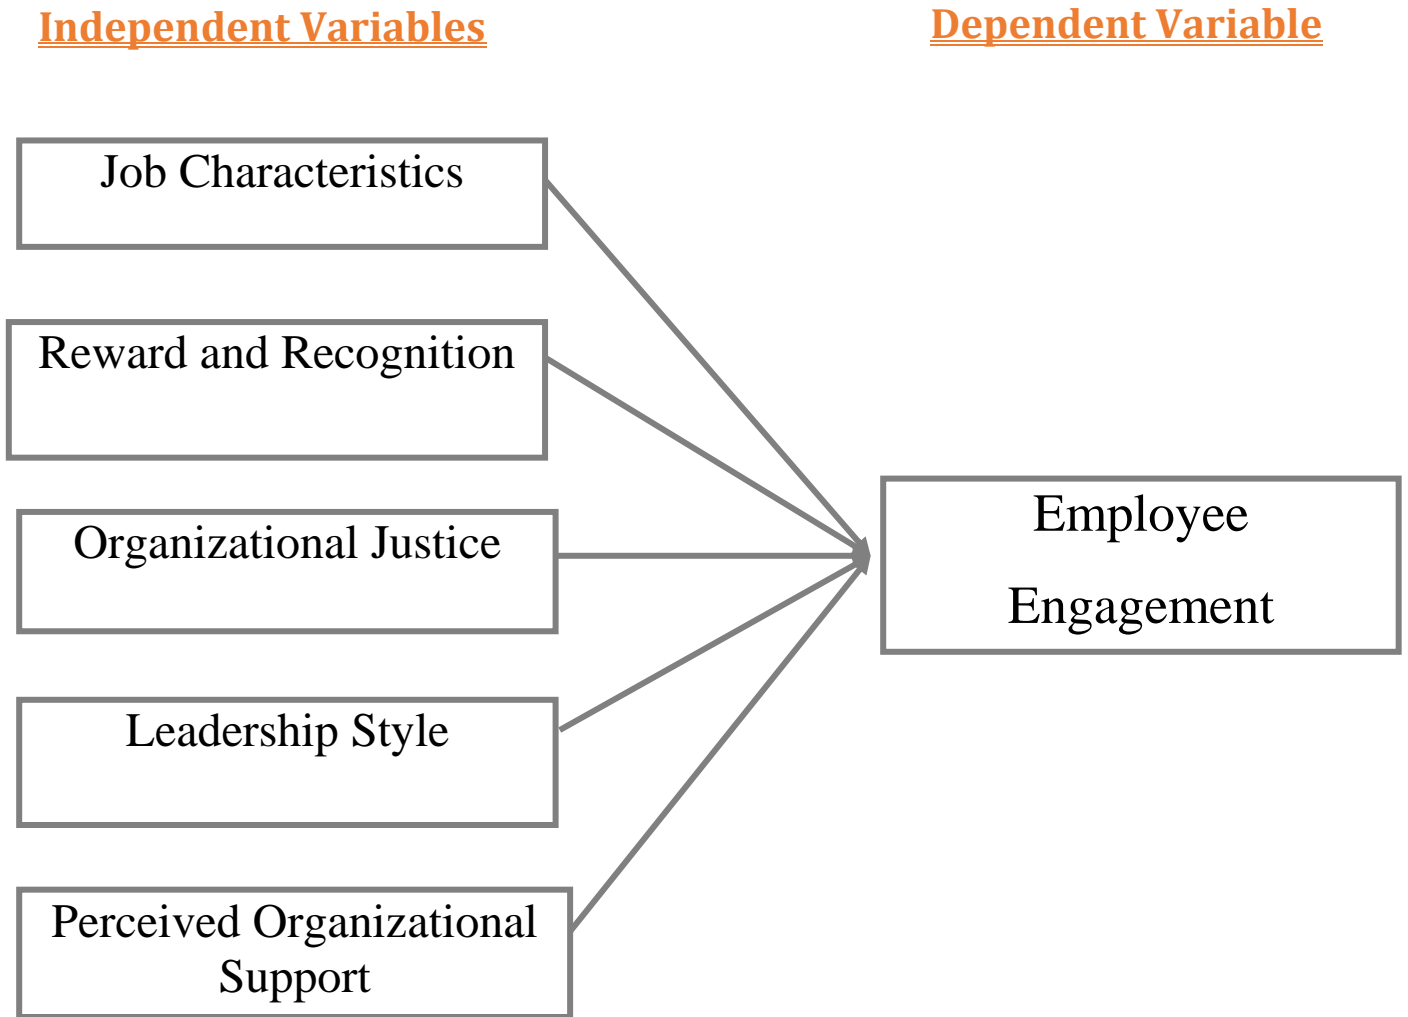 Independent Variables
Dependent Variable
Job Characteristics
Reward and Recognition
Organizational Justice
Leadership Style
Perceived Organizational
Support
Employee
Engagement